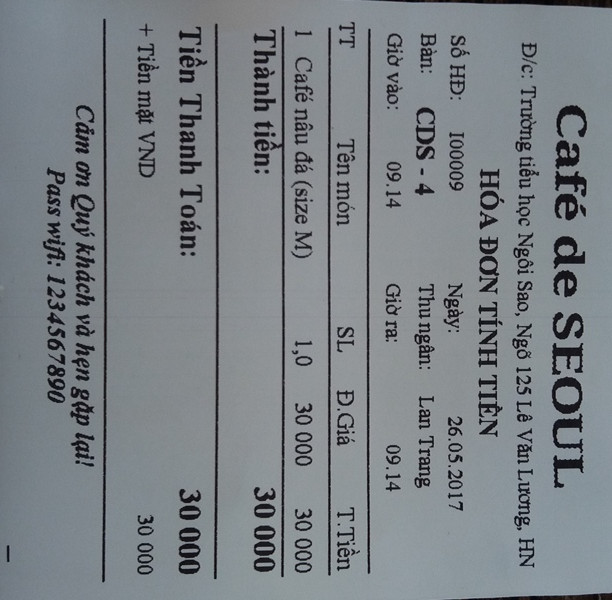 Café de SEOUL
Đ/c: Trường tiểu học Ngôi Sao, Ngõ 125 Lê Văn Lương, HN
HÓA ĐƠN TÍNH TIỀN
Số HĐ: I00009 Ngày: 26.05.2017
Bàn: CDS - 4 Thu ngân: Lan Trang
Giờ vào: 09.14 Giờ ra: 09.14
TT Tên món SL Đ.Giá T.Tiền
1 Café nâu đá (size M) 1,0 30 000 30 000
Thành tiền: 30 000
Tiền Thanh Toán: 30 000
+ Tiền mặt VND 30 000
Cảm ơn Quý khách và hẹn gặp lại!
Pass wifi: 1234567890